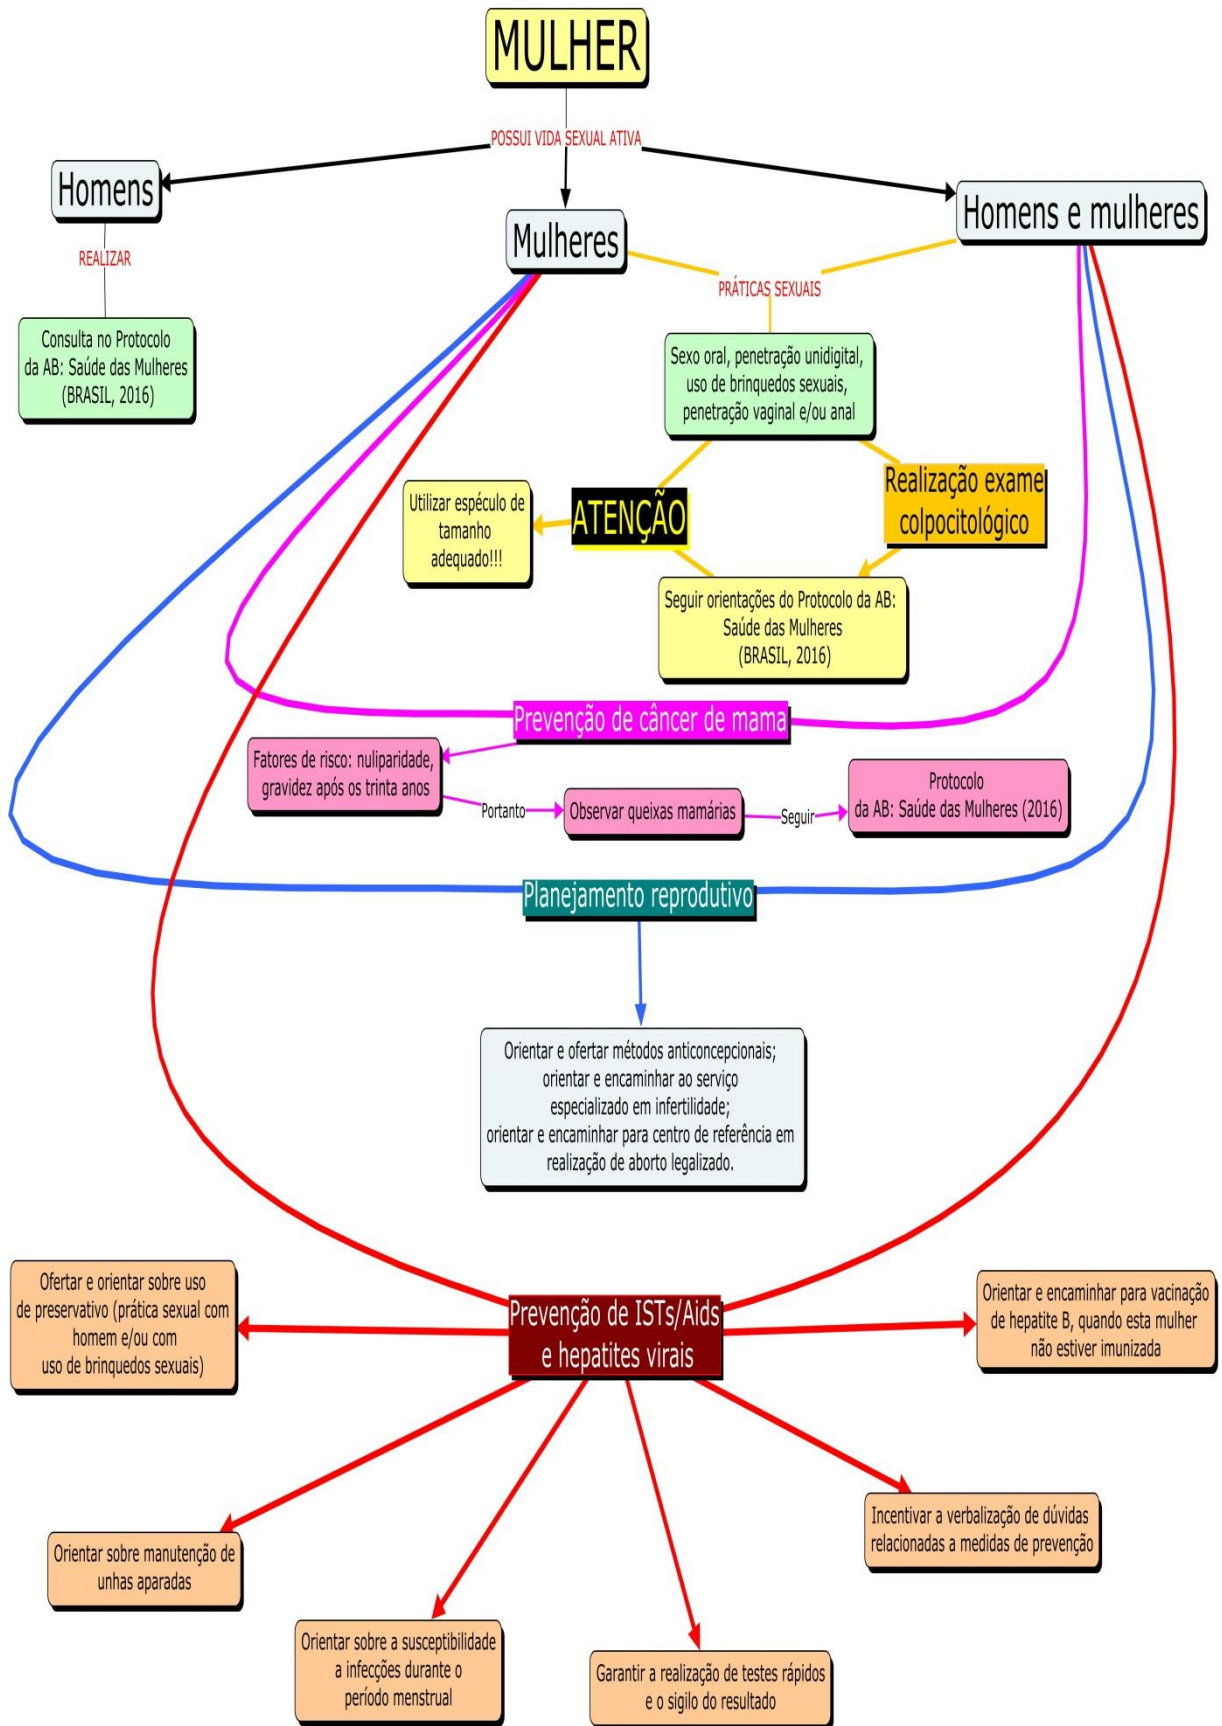 MULHER
POSSUI VIDA SEXUAL ATIVA
Homens
Mulheres
Homens e mulheres
REALIZAR
PRÁTICAS SEXUAIS
Consulta no Protocolo
da AB: Saúde das Mulheres
(BRASIL, 2016)
Sexo oral, penetração unidigital,
uso de brinquedos sexuais,
penetração vaginal e/ou anal
Utilizar espéculo de
tamanho
adequado!!!
ATENÇÃO
Realização exame
colpocitológico
Seguir orientações do Protocolo da AB:
Saúde das Mulheres
(BRASIL, 2016)
Prevenção de câncer de mama
Fatores de risco: nuliparidade,
gravidez após os trinta anos
Portanto
Observar queixas mamárias
Seguir
Protocolo
da AB: Saúde das Mulheres (2016)
Planejamento reprodutivo
Orientar e ofertar métodos anticoncepcionais;
orientar e encaminhar ao serviço
especializado em infertilidade;
orientar e encaminhar para centro de referência em
realização de aborto legalizado.
Prevenção de ISTs/Aids
e hepatites virais
Ofertar e orientar sobre uso
de preservativo (prática sexual com
homem e/ou com
uso de brinquedos sexuais)
Orientar e encaminhar para vacinação
de hepatite B, quando esta mulher
não estiver imunizada
Orientar sobre manutenção de
unhas aparadas
Orientar sobre a susceptibilidade
a infecções durante o
período menstrual
Garantir a realização de testes rápidos
e o sigilo do resultado
Incentivar a verbalização de dúvidas
relacionadas a medidas de prevenção